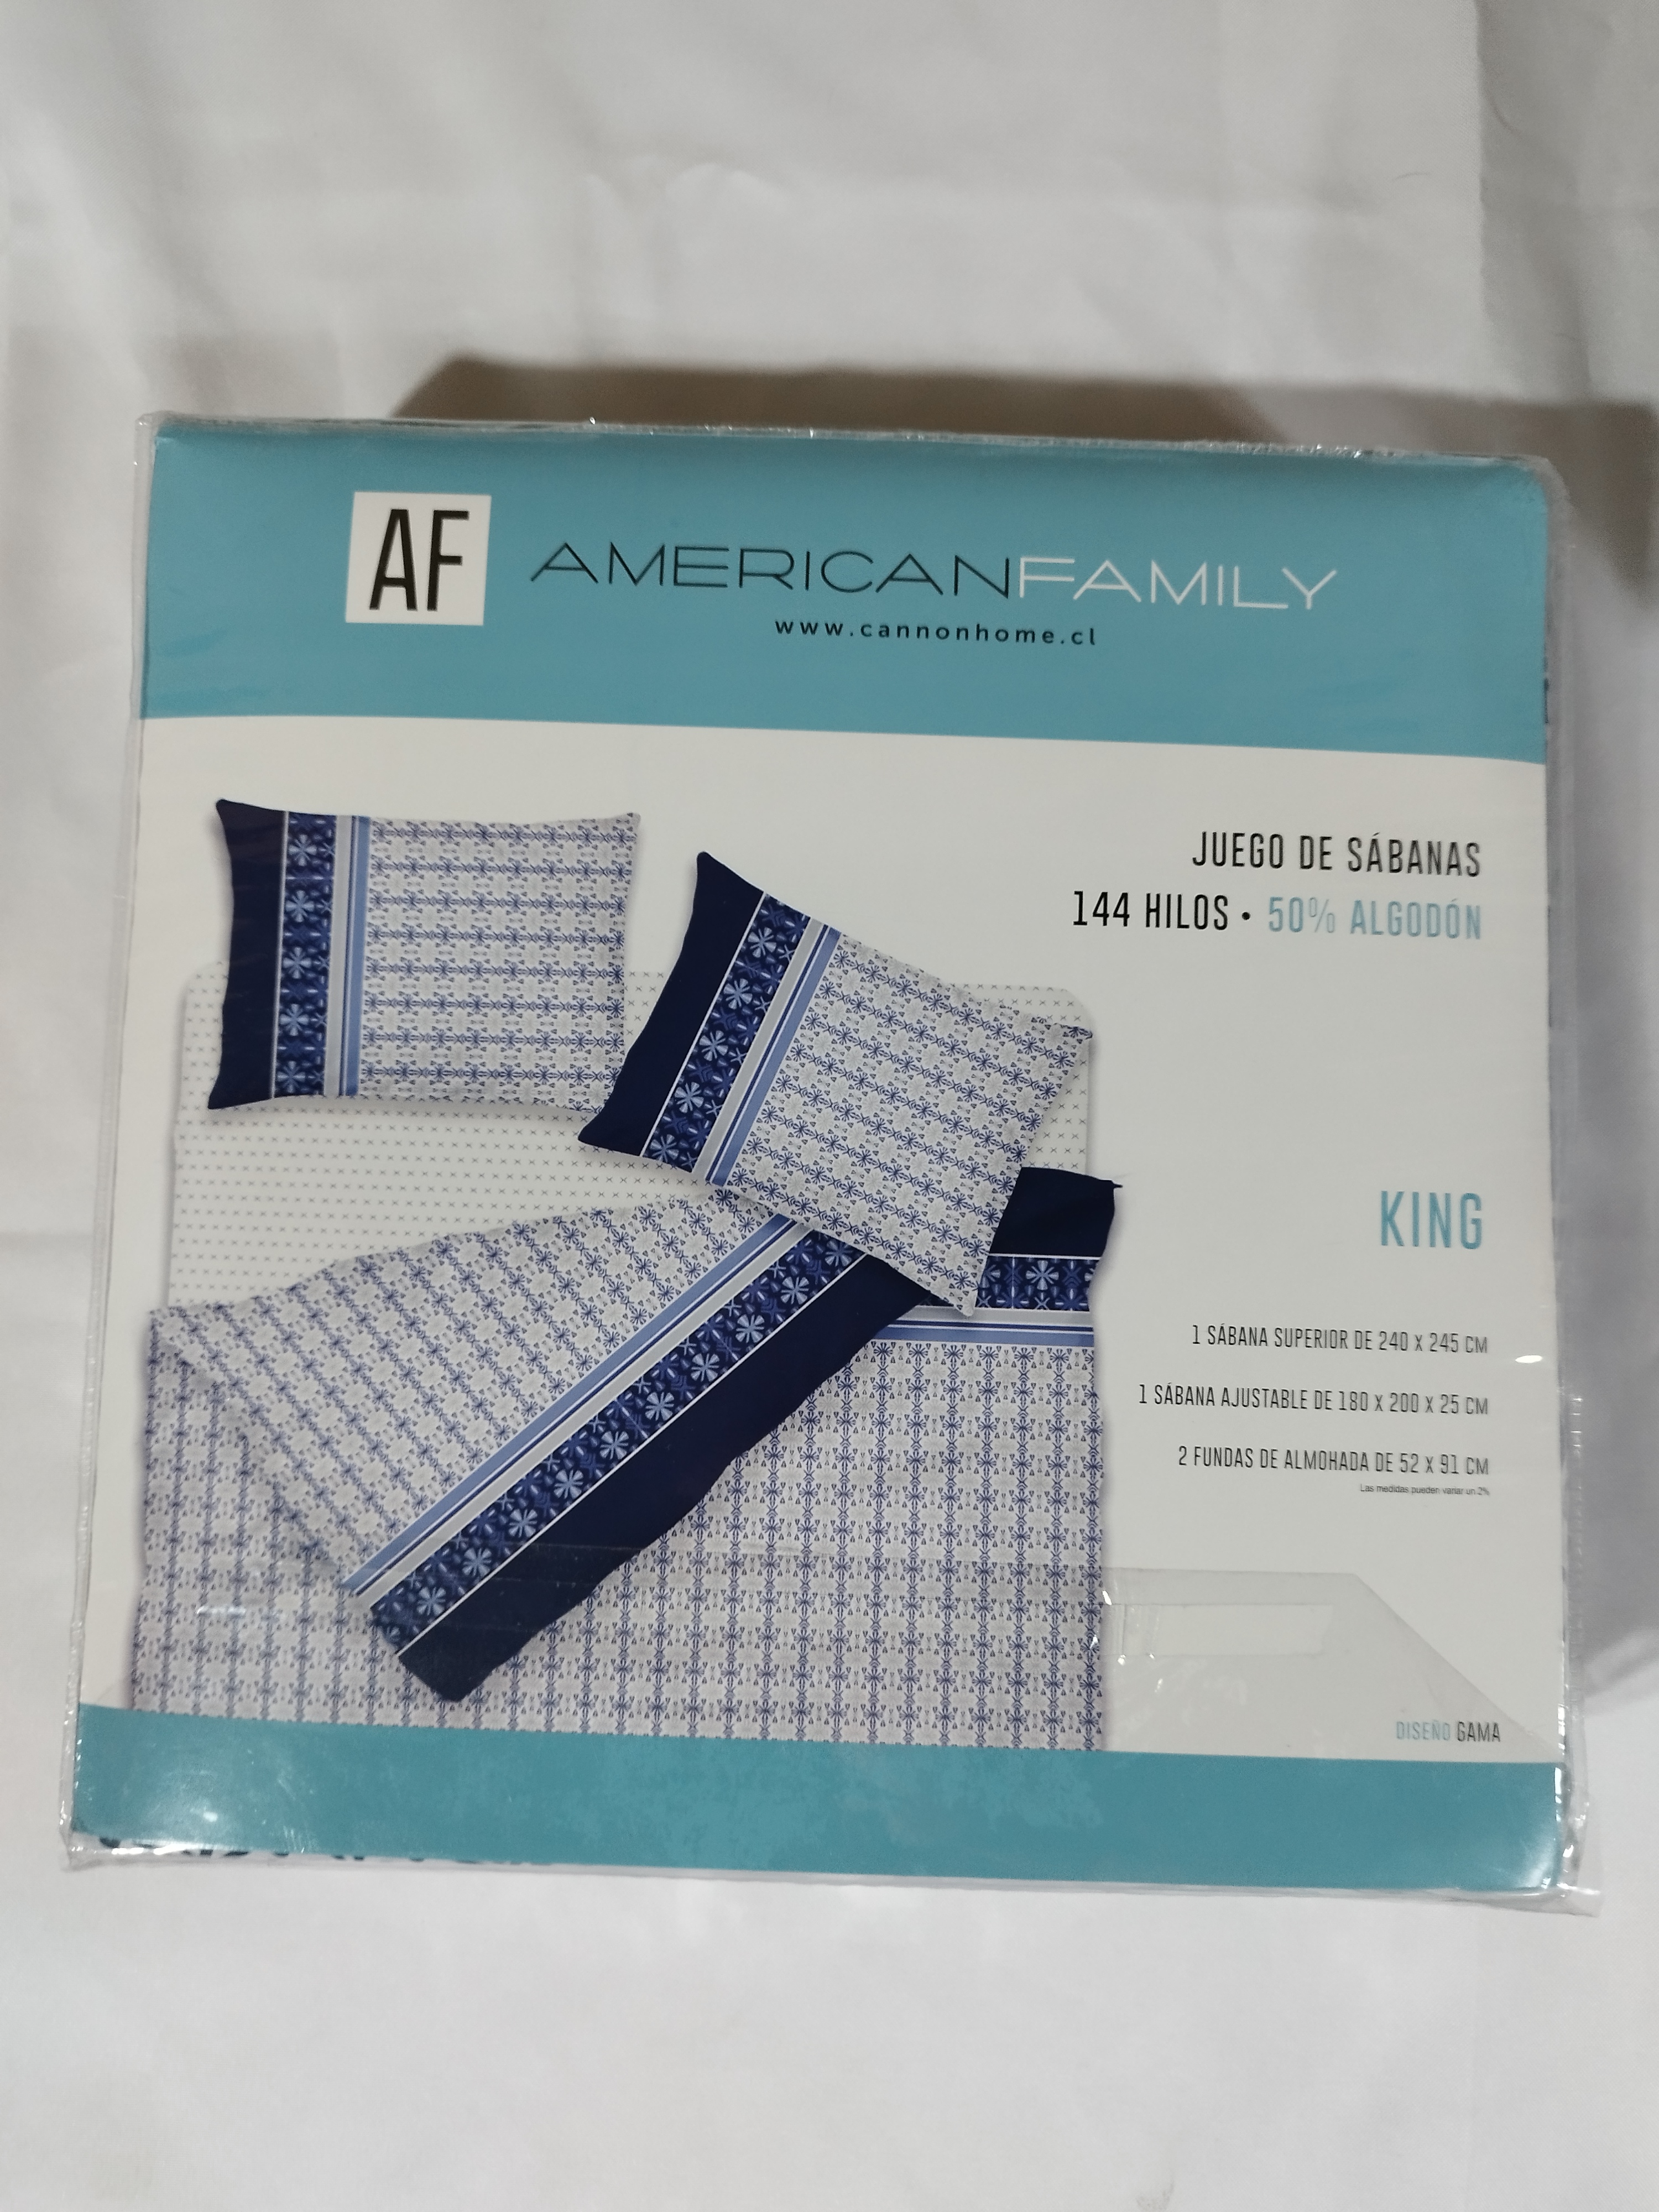 AF
AMERICANFAMILY
www.cannonhome.cl
JUEGO DE SÁBANAS
144 HILOS • 50% ALGODÓN
KING
1 SÁBANA SUPERIOR DE 240 X 245 CM
1 SÁBANA AJUSTABLE DE 180 X 200 X 25 CM
2 FUNDAS DE ALMOHADA DE 52 X 91 CM
Las medidas pueden variar un 2%
DISEÑO GAMA